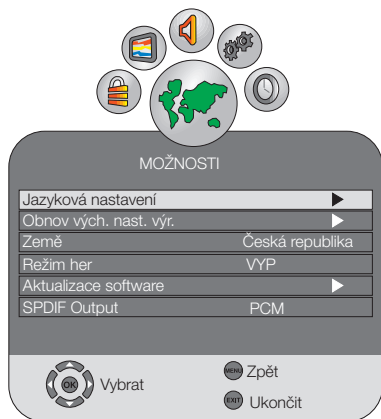 MOŽNOSTI
Jazyková nastavení
Obnov vých. nast. výr.
Země Česká republika
Režim her VYP
Aktualizace software
SPDIF Output PCM
OK Vybrat
MENU Zpět
EXIT Ukončit